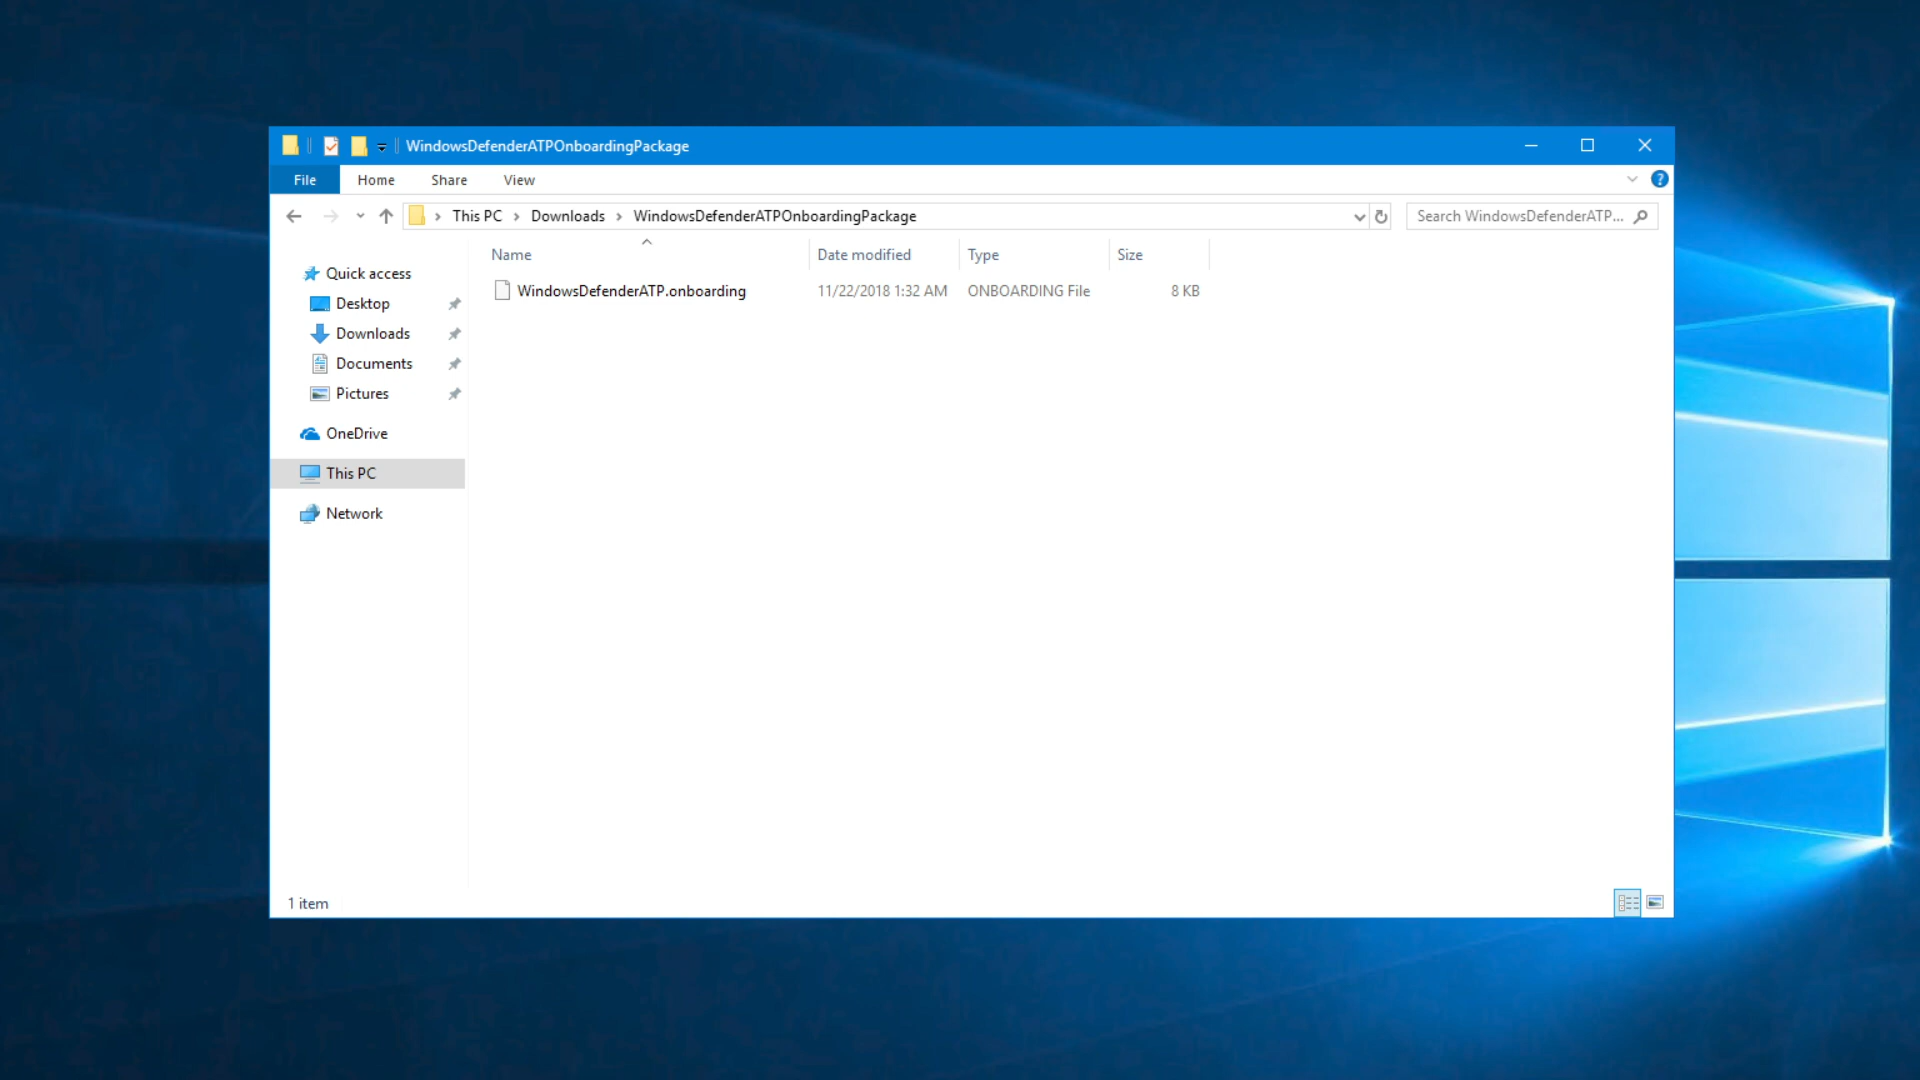 WindowsDefenderATPOnboardingPackage
File Home Share View
This PC Downloads WindowsDefenderATPOnboardingPackage Search WindowsDefenderATP...
Name Date modified Type Size
Quick access
WindowsDefenderATP.onboarding 11/22/2018 1:32 AM ONBOARDING File 8 KB
Desktop
Downloads
Documents
Pictures
OneDrive
This PC
Network
1 item